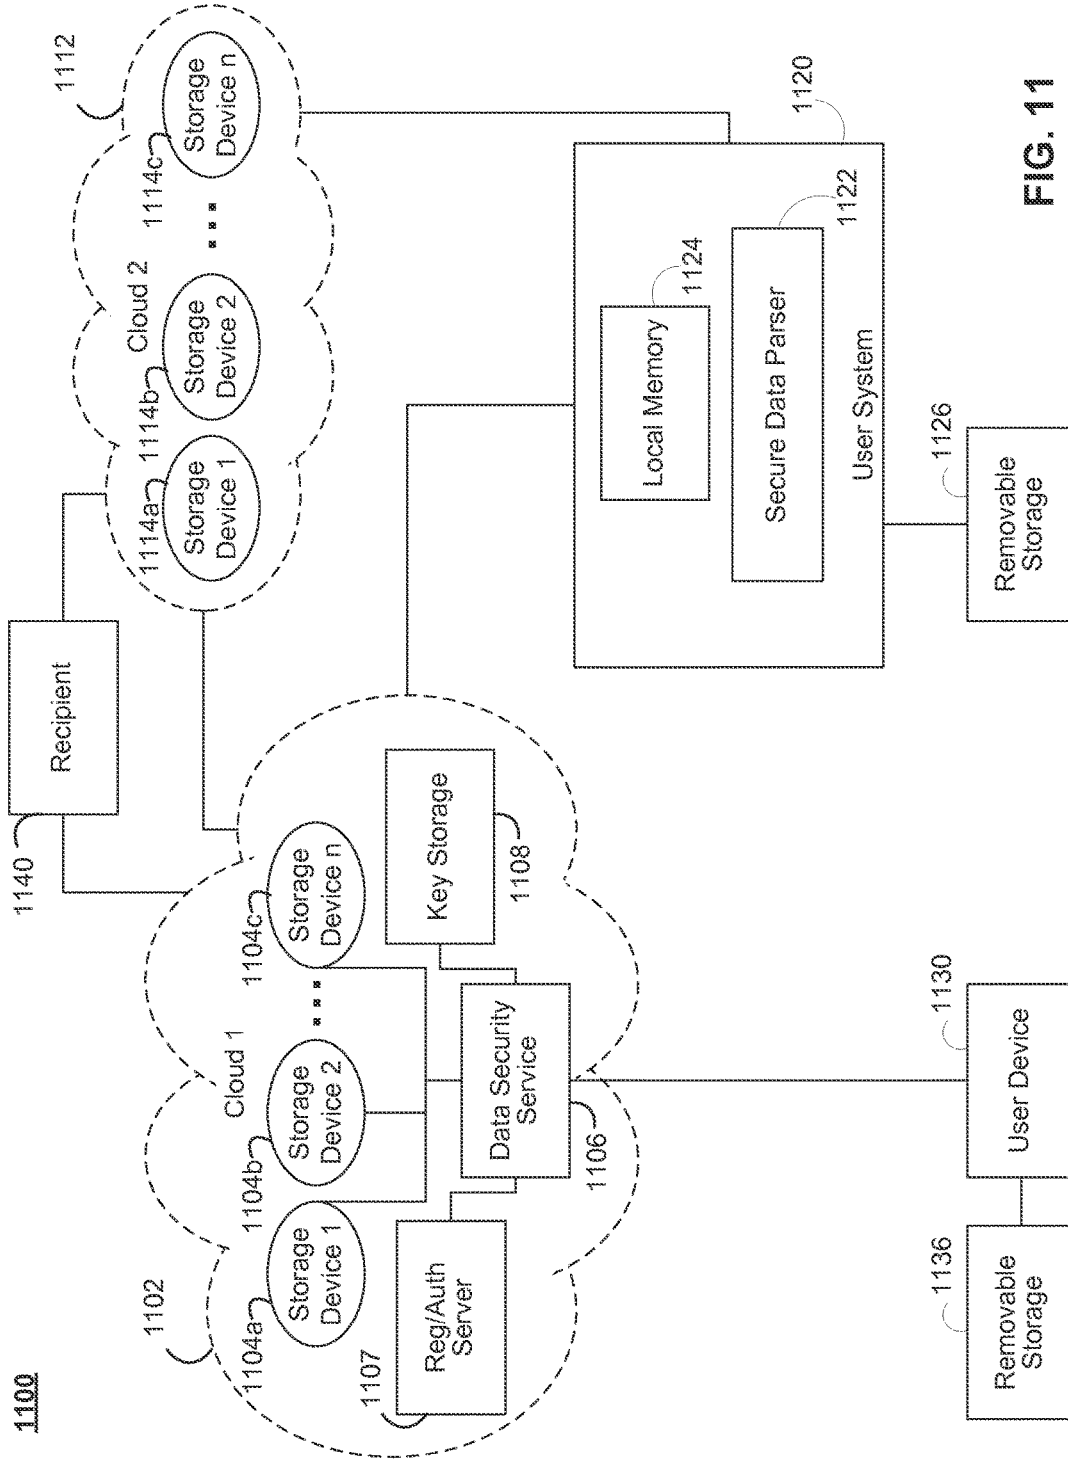 1100
1102
Cloud 1
1104a
Storage
Device 1
1104b
Storage
Device 2
1104c
Storage
Device n
1107
Reg/Auth
Server
Data Security
Service
1106
Key Storage
1108
1140
Recipient
1112
Cloud 2
1114a
Storage
Device 1
1114b
Storage
Device 2
1114c
Storage
Device n
1120
Local Memory
1124
Secure Data Parser
1122
User System
1126
Removable
Storage
1130
User Device
1136
Removable
Storage
FIG. 11